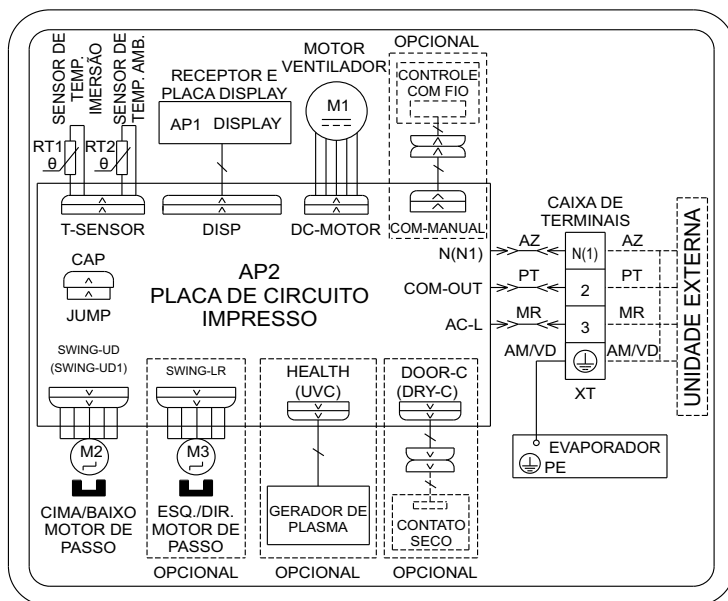 SENSOR DE
TEMP.
IMERSÃO
SENSOR DE
TEMP. AMB.
RECEPTOR E
PLACA DISPLAY
AP1 DISPLAY
MOTOR
VENTILADOR
M1
OPCIONAL
CONTROLE
COM FIO
RT1
θ
RT2
θ
T-SENSOR
DISP
DC-MOTOR
COM-MANUAL
CAP
JUMP
AP2
PLACA DE CIRCUITO
IMPRESSO
CAIXA DE
TERMINAIS
N(N1)
AZ
N(1)
AZ
COM-OUT
PT
2
PT
AC-L
MR
3
MR
AM/VD
AM/VD
XT
UNIDADE EXTERNA
EVAPORADOR
PE
SWING-UD
(SWING-UD1)
M2
CIMA/BAIXO
MOTOR DE
PASSO
SWING-LR
M3
ESQ./DIR.
MOTOR DE
PASSO
OPCIONAL
HEALTH
(UVC)
GERADOR DE
PLASMA
OPCIONAL
DOOR-C
(DRY-C)
CONTATO
SECO
OPCIONAL